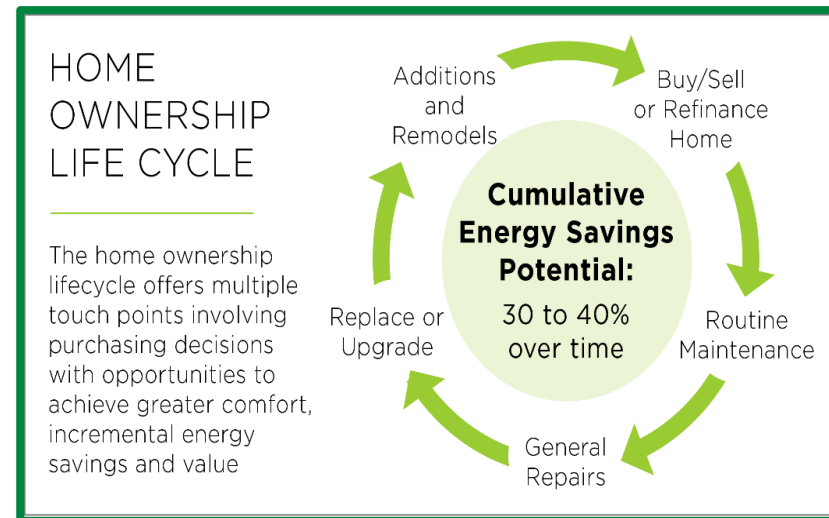 HOME
OWNERSHIP
LIFE CYCLE
The home ownership
lifecycle offers multiple
touch points involving
purchasing decisions
with opportunities to
achieve greater comfort,
incremental energy
savings and value
Additions
and
Remodels
Buy/Sell
or Refinance
Home
Routine
Maintenance
General
Repairs
Replace or
Upgrade
Cumulative
Energy Savings
Potential:
30 to 40%
over time